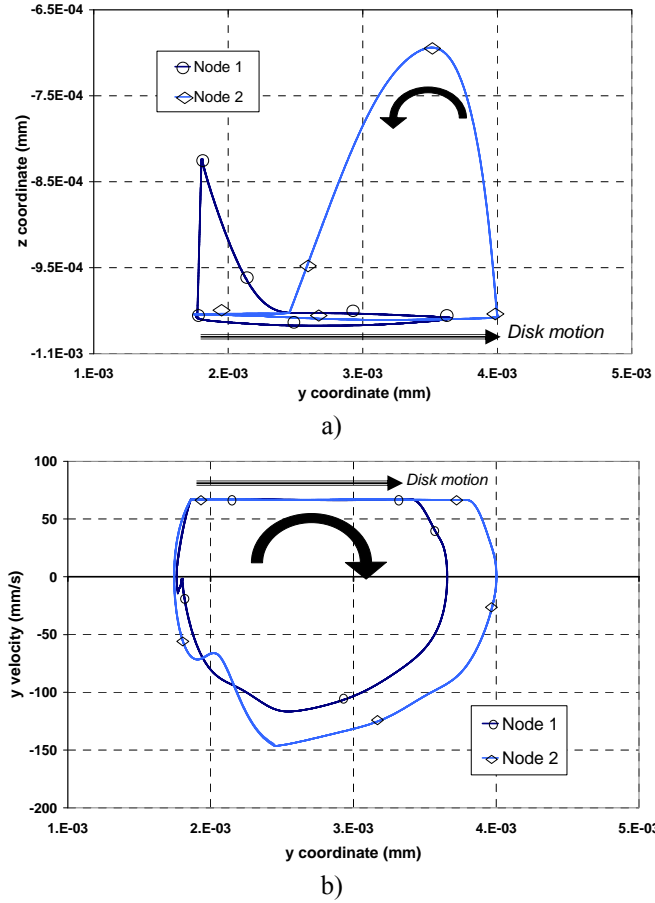 -6.5E-04
Node 1
Node 2
-7.5E-04
-8.5E-04
-9.5E-04
-1.1E-03
z coordinate (mm)
Disk motion
1.E-03 2.E-03 3.E-03 4.E-03 5.E-03
y coordinate (mm)
a)
100
Disk motion
50
0
-50
-100
-150
-200
y velocity (mm/s)
Node 1
Node 2
1.E-03 2.E-03 3.E-03 4.E-03 5.E-03
y coordinate (mm)
b)